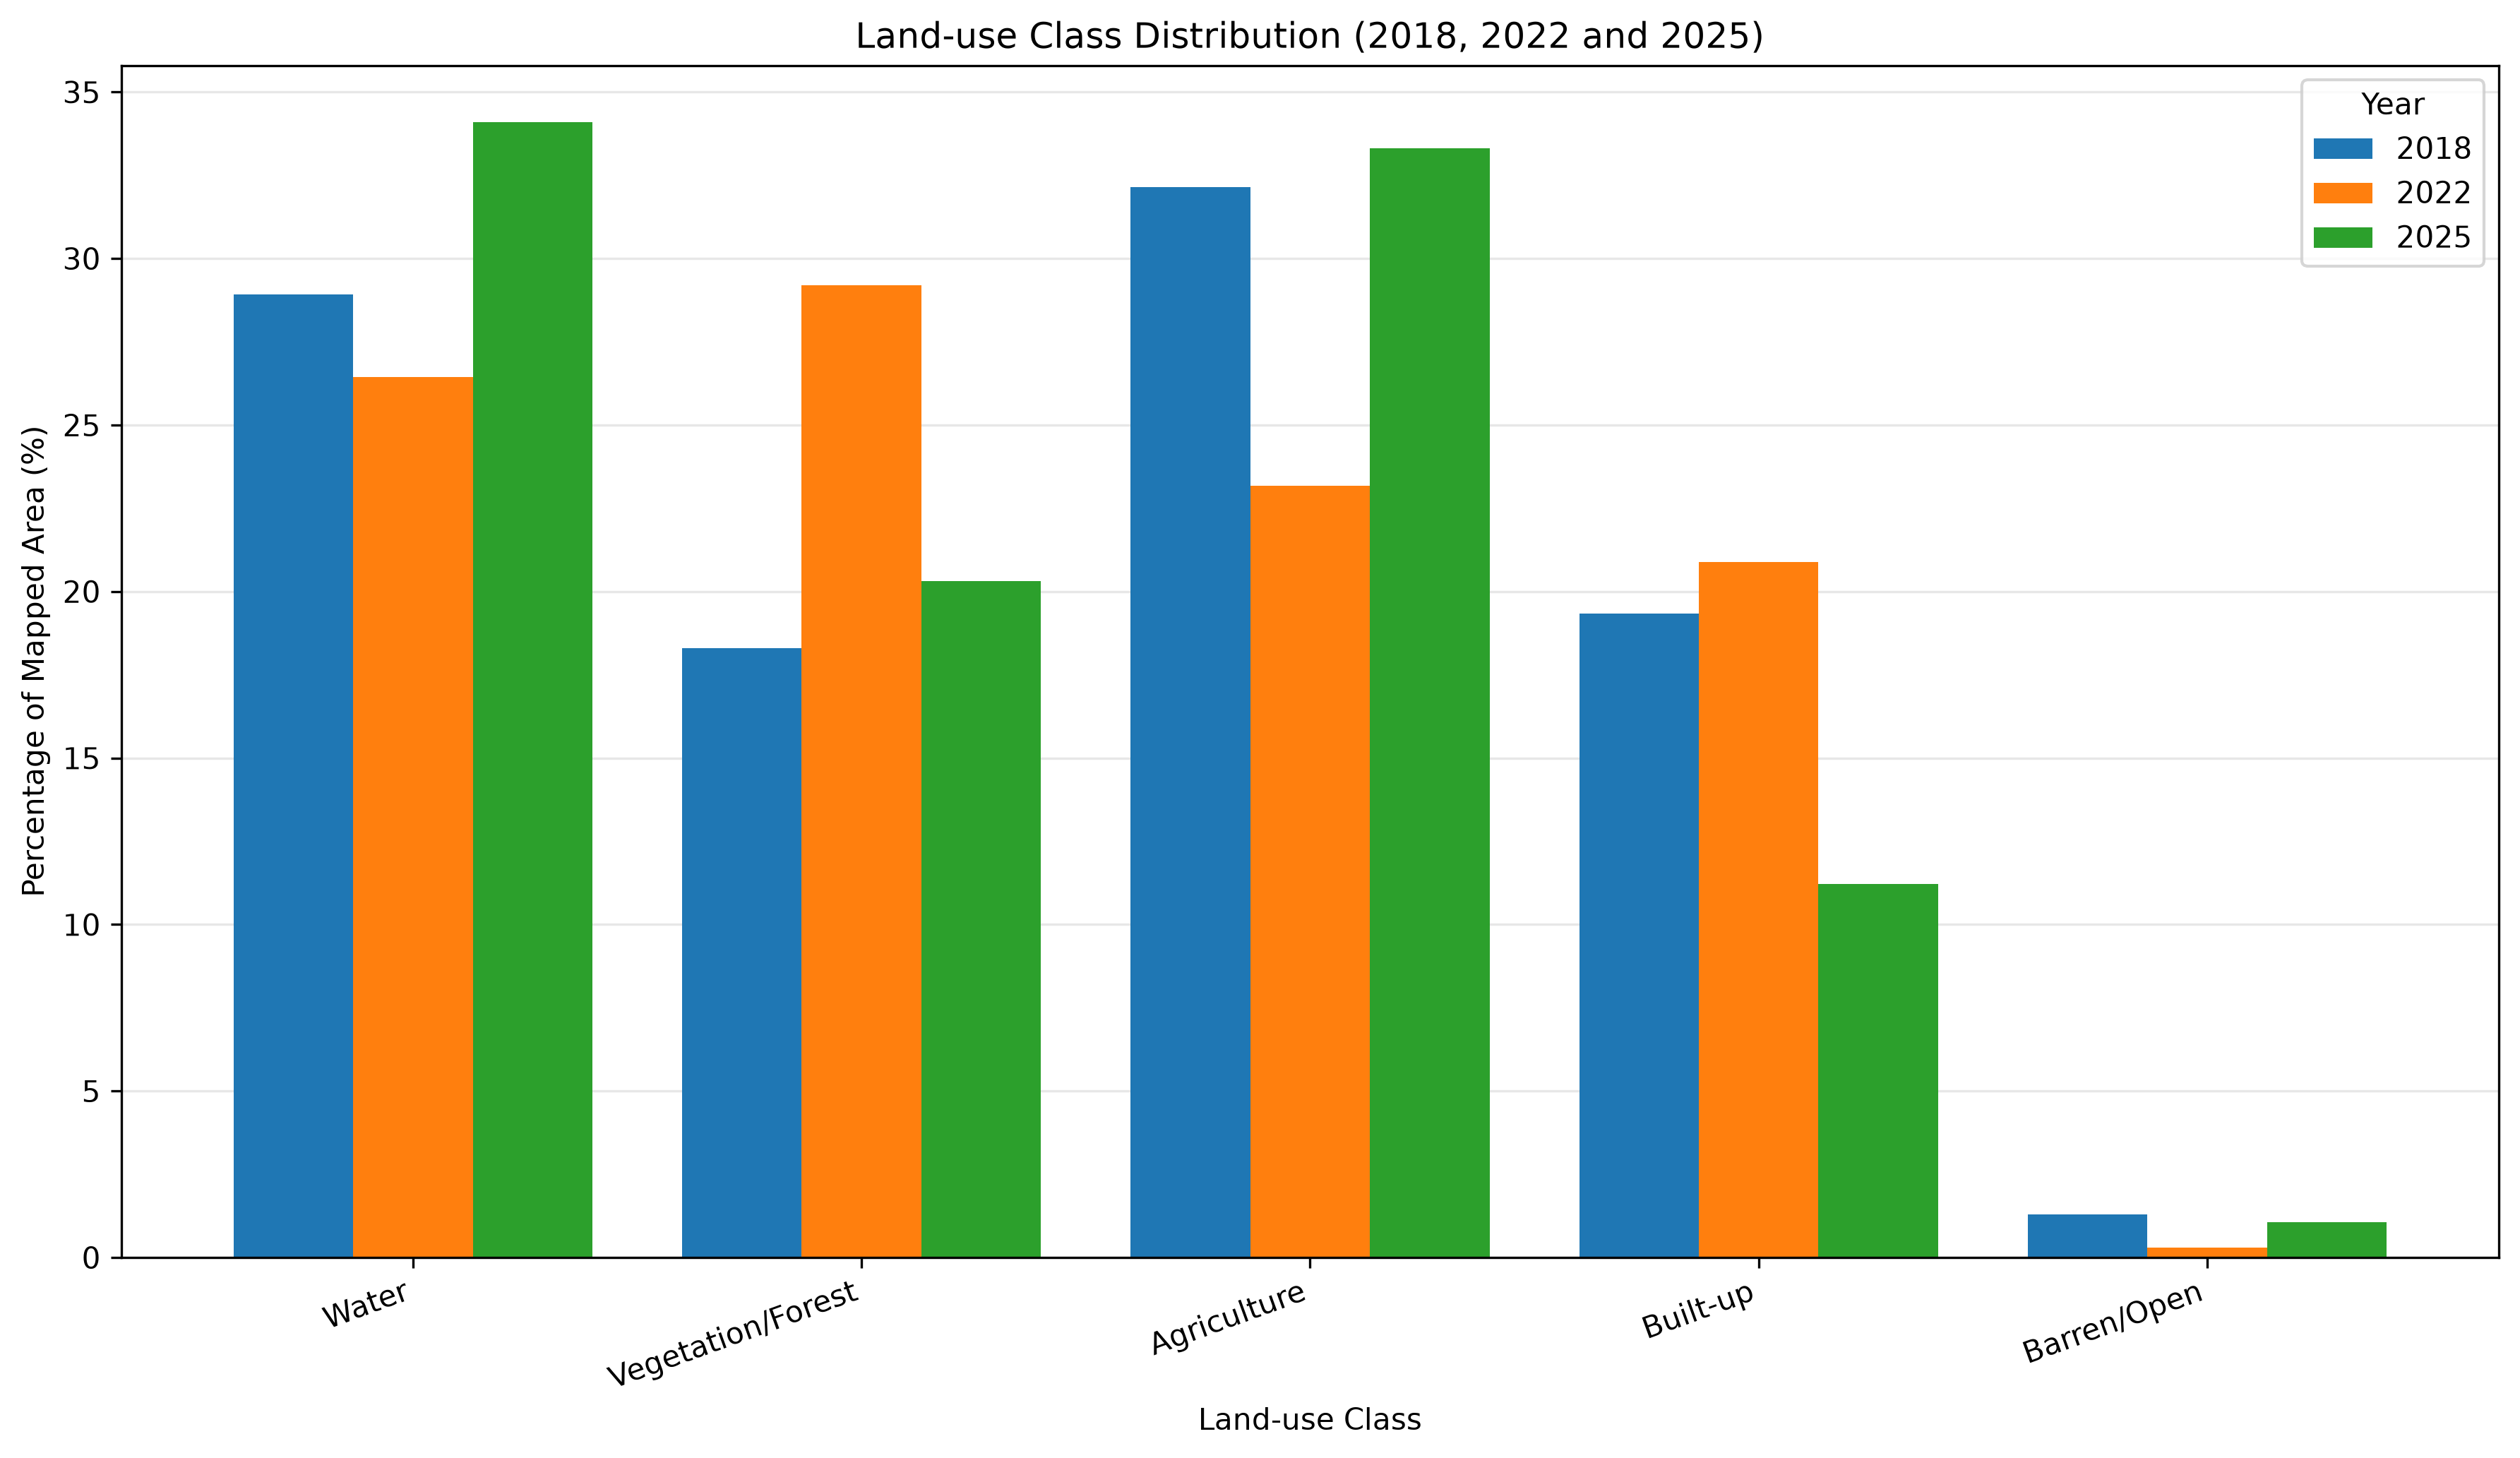 Land-use Class Distribution (2018, 2022 and 2025)
Year
2018
2022
2025
Percentage of Mapped Area (%)
35
30
25
20
15
10
5
0
Water
Vegetation/Forest
Agriculture
Built-up
Barren/Open
Land-use Class